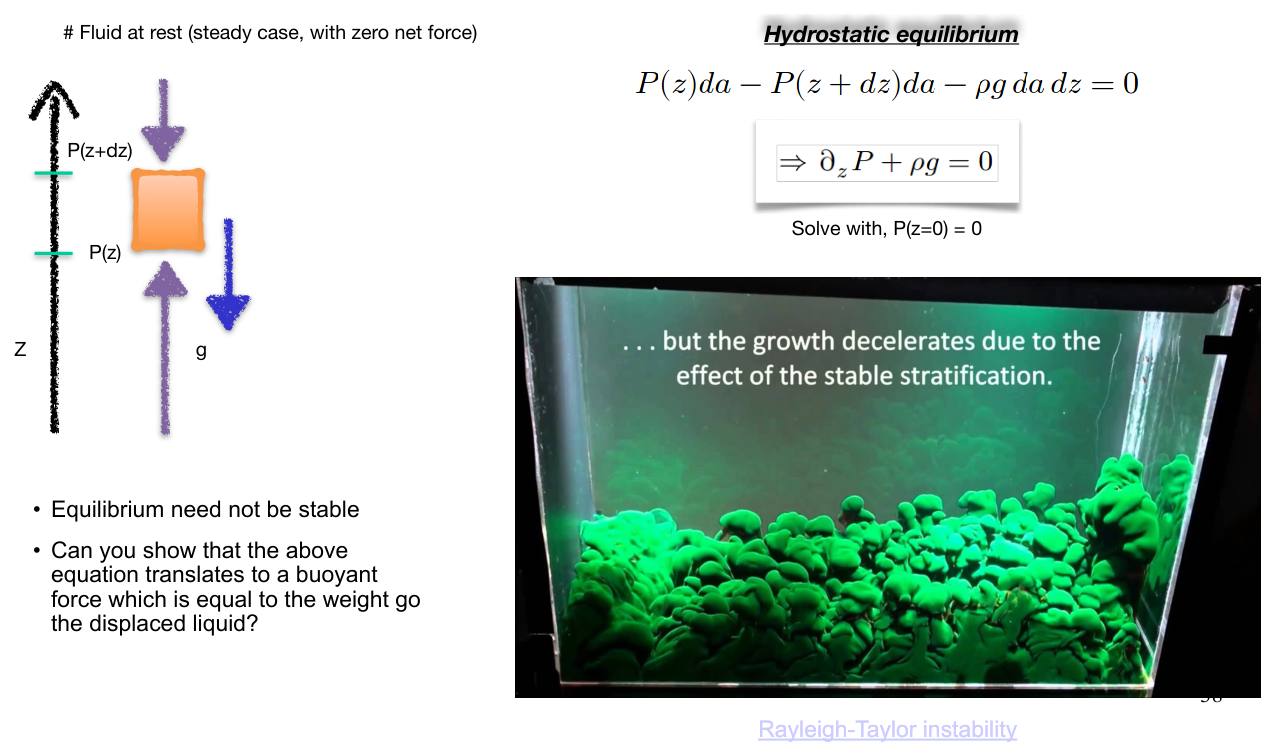 # Fluid at rest (steady case, with zero net force)
Hydrostatic equilibrium
P(z)da − P(z + dz)da − ρg da dz = 0
⇒ ∂_z P + ρg = 0
Solve with, P(z=0) = 0
P(z+dz)
P(z)
Z
g
• Equilibrium need not be stable
• Can you show that the above
equation translates to a buoyant
force which is equal to the weight go
the displaced liquid?
. . . but the growth decelerates due to the
effect of the stable stratification.
Rayleigh-Taylor instability